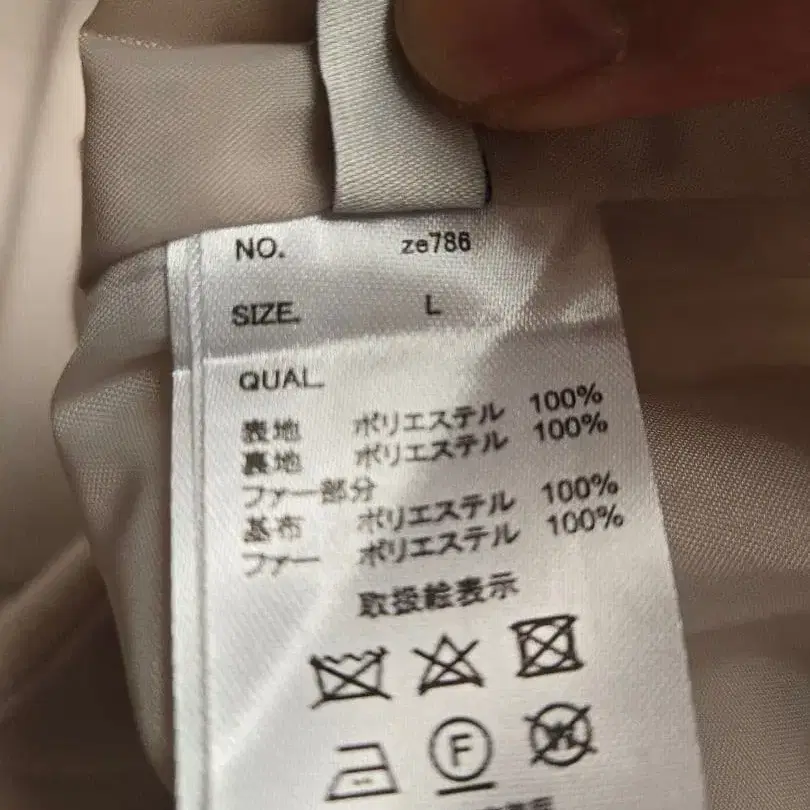 NO. ze786
SIZE. L
QUAL.
表地 ポリエステル 100%
裏地 ポリエステル 100%
ファー部分
基布 ポリエステル 100%
ファー ポリエステル 100%
取扱絵表示
F
W